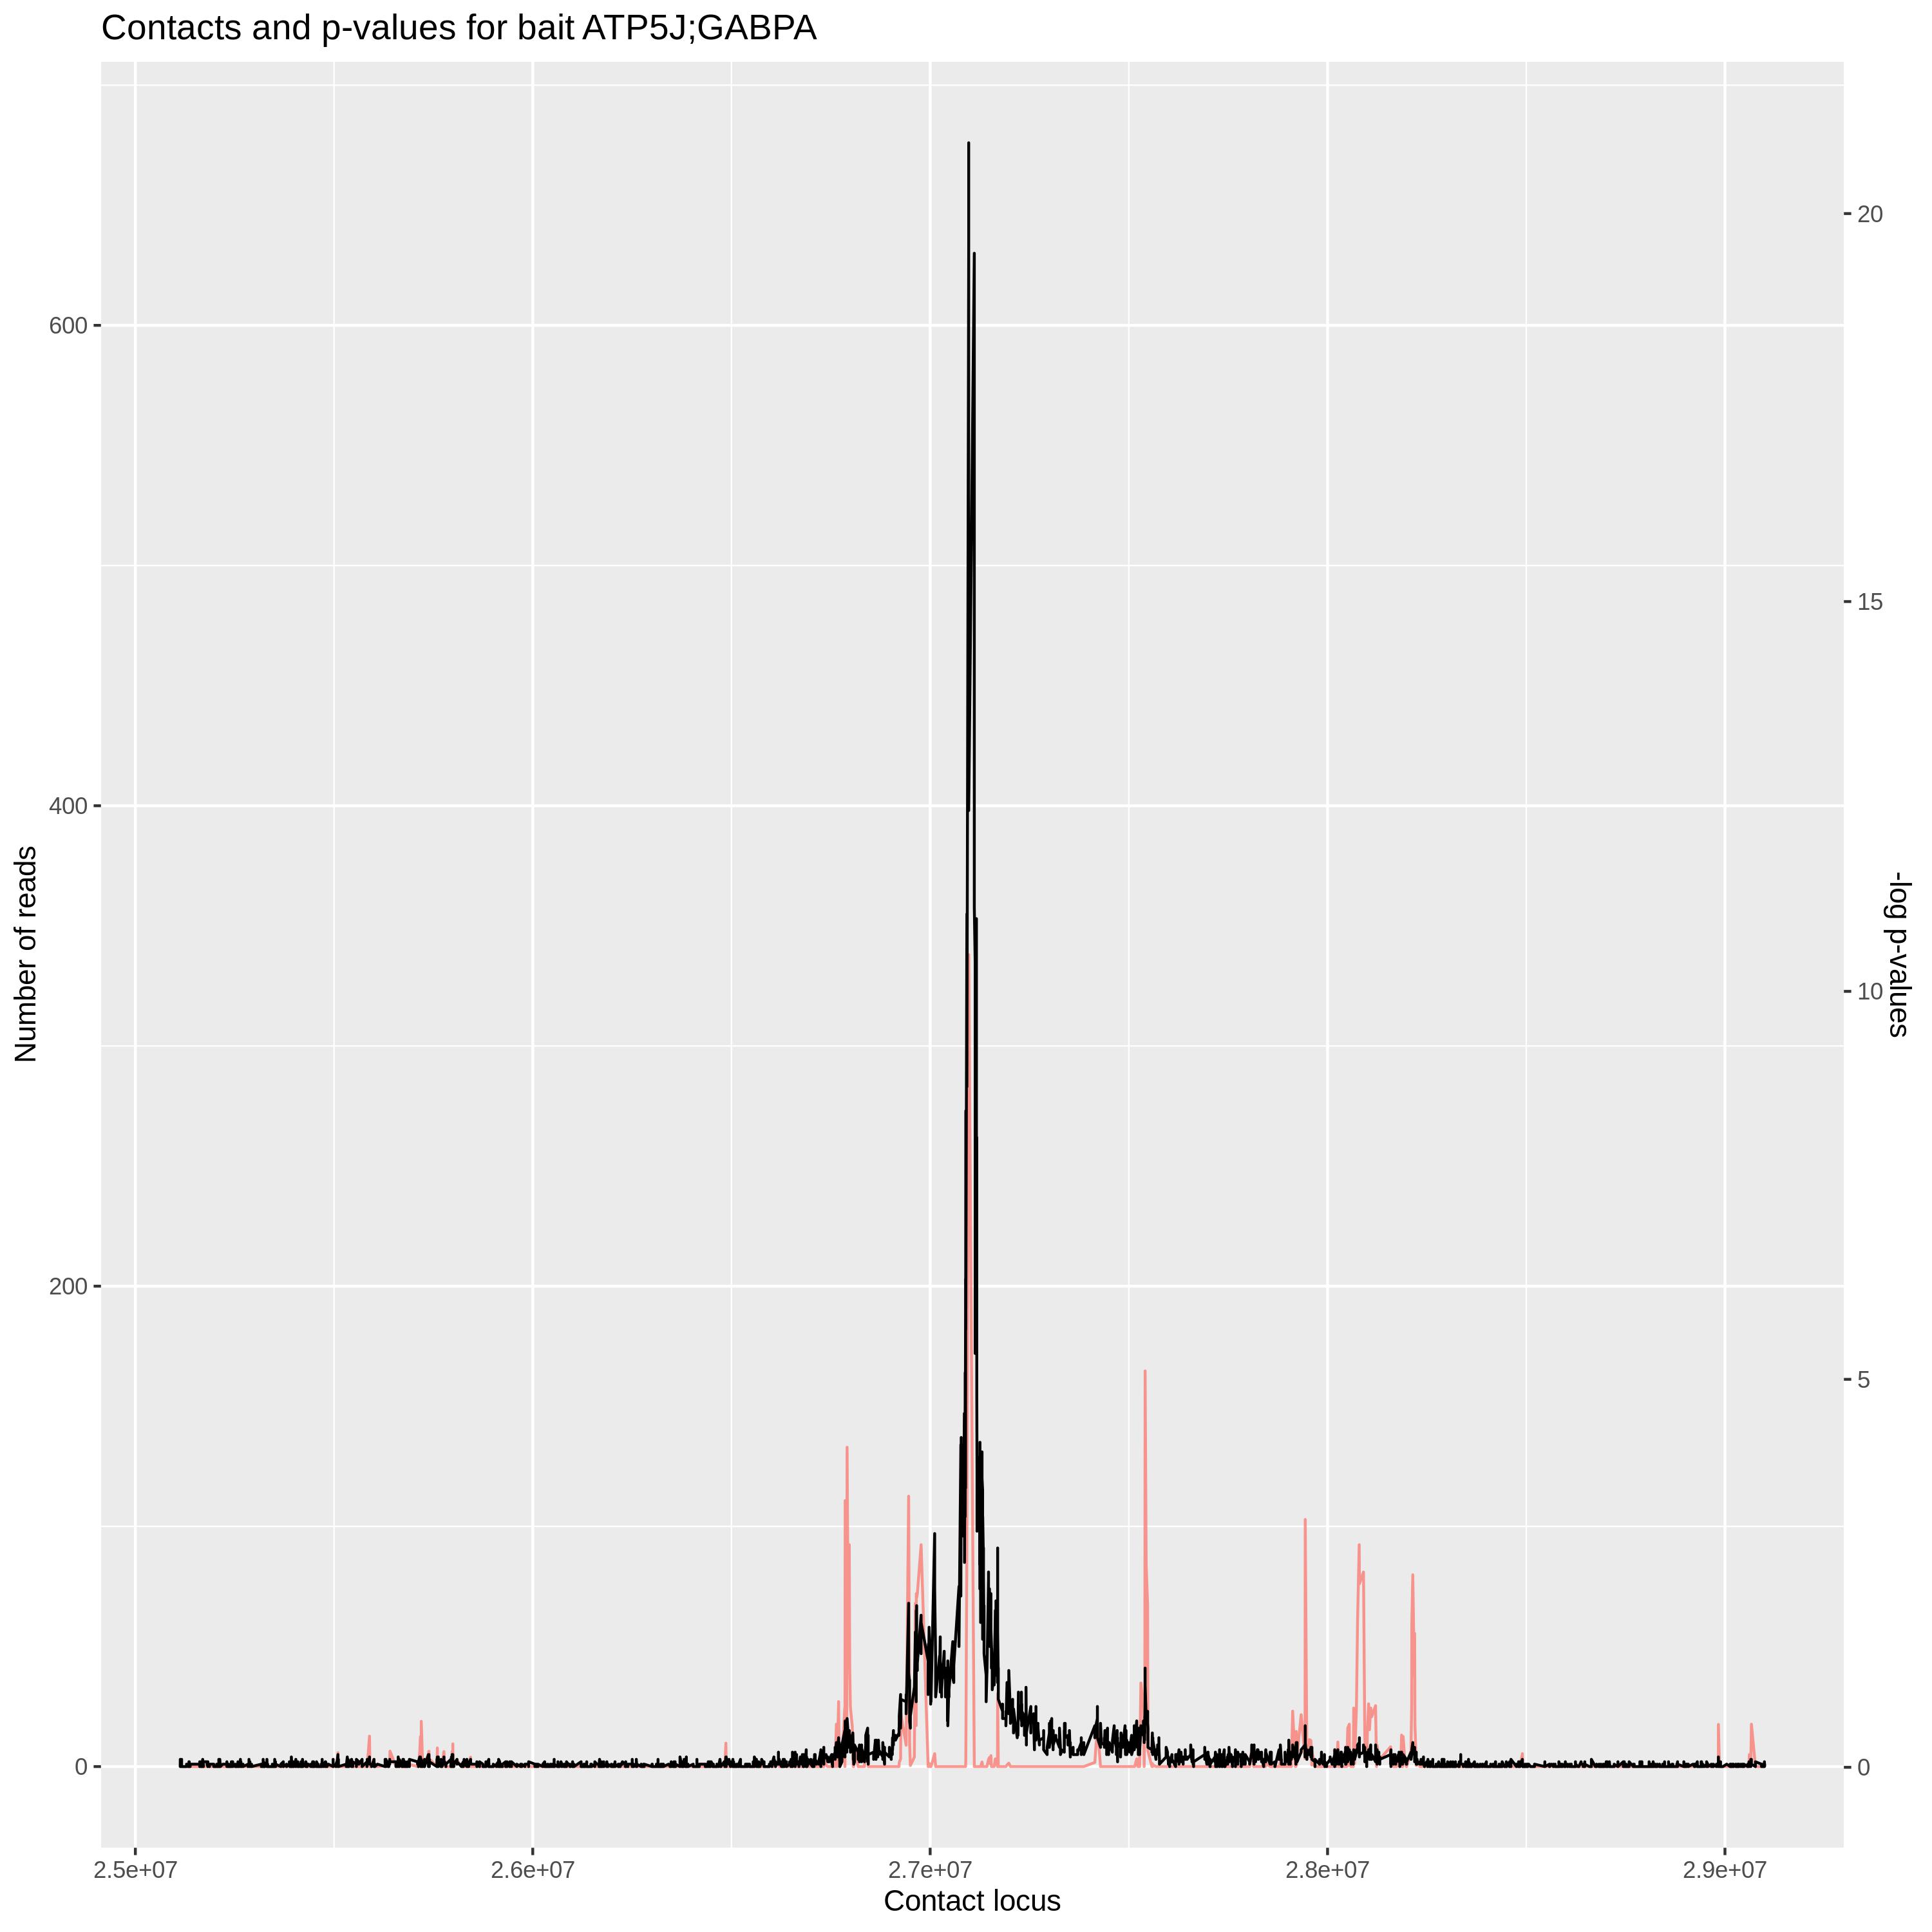 Contacts and p-values for bait ATP5J;GABPA
600
400
200
0
Number of reads
20
15
10
5
0
-log p-values
2.5e+07 2.6e+07 2.7e+07 2.8e+07 2.9e+07
Contact locus